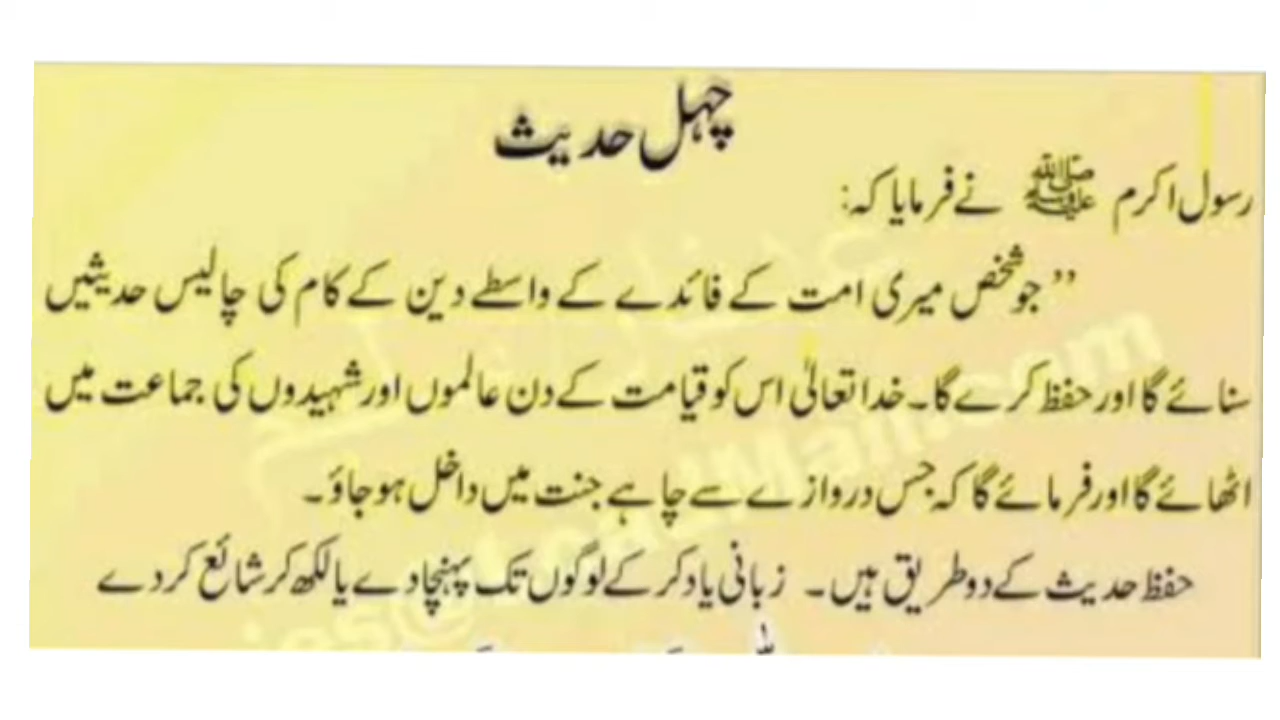 چہل حدیث
رسول اکرم ﷺ نے فرمایا کہ:
”جو شخص میری امت کے فائدے کے واسطے دین کے کام کی چالیس حدیثیں
سنائے گا اور حفظ کرے گا۔ خدا تعالیٰ اس کو قیامت کے دن عالموں اور شہیدوں کی جماعت میں
اٹھائے گا اور فرمائے گا کہ جس دروازے سے چاہے جنت میں داخل ہو جاؤ۔
حفظ حدیث کے دو طریق ہیں۔ زبانی یاد کر کے لوگوں تک پہنچا دے یا لکھ کر شائع کر دے